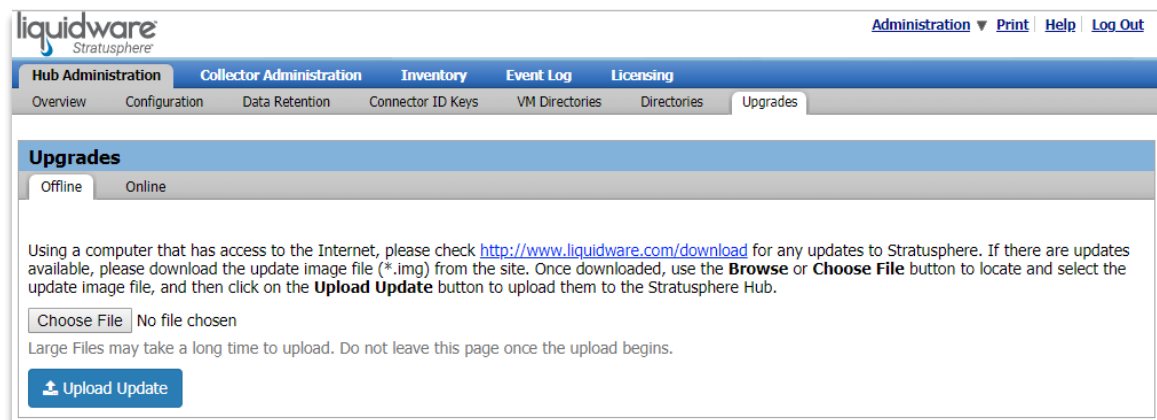 liquidware
Stratusphere
Administration ▼ Print Help Log Out
Hub Administration Collector Administration Inventory Event Log Licensing
Overview Configuration Data Retention Connector ID Keys VM Directories Directories Upgrades
Upgrades
Offline Online
Using a computer that has access to the Internet, please check http://www.liquidware.com/download for any updates to Stratusphere. If there are updates
available, please download the update image file (*.img) from the site. Once downloaded, use the Browse or Choose File button to locate and select the
update image file, and then click on the Upload Update button to upload them to the Stratusphere Hub.
Choose File No file chosen
Large Files may take a long time to upload. Do not leave this page once the upload begins.
Upload Update